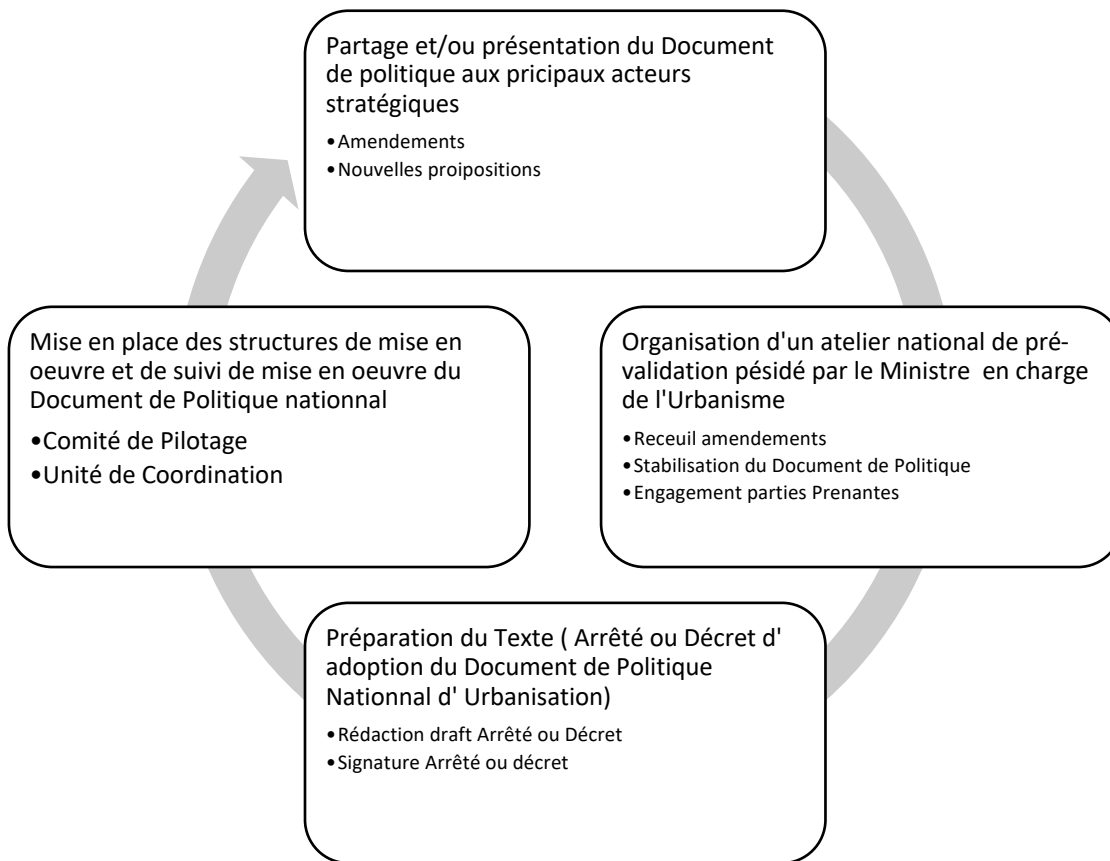 Partage et/ou présentation du Document
de politique aux pricipaux acteurs
stratégiques
•Amendements
•Nouvelles proipositions
Organisation d'un atelier national de pré-
validation pésidé par le Ministre  en charge
de l'Urbanisme
•Receuil amendements
•Stabilisation du Document de Politique
•Engagement parties Prenantes
Préparation du Texte ( Arrêté ou Décret d'
adoption du Document de Politique
Nationnal d' Urbanisation)
•Rédaction draft Arrêté ou Décret
•Signature Arrêté ou décret
Mise en place des structures de mise en
oeuvre et de suivi de mise en oeuvre du
Document de Politique nationnal
•Comité de Pilotage
•Unité de Coordination